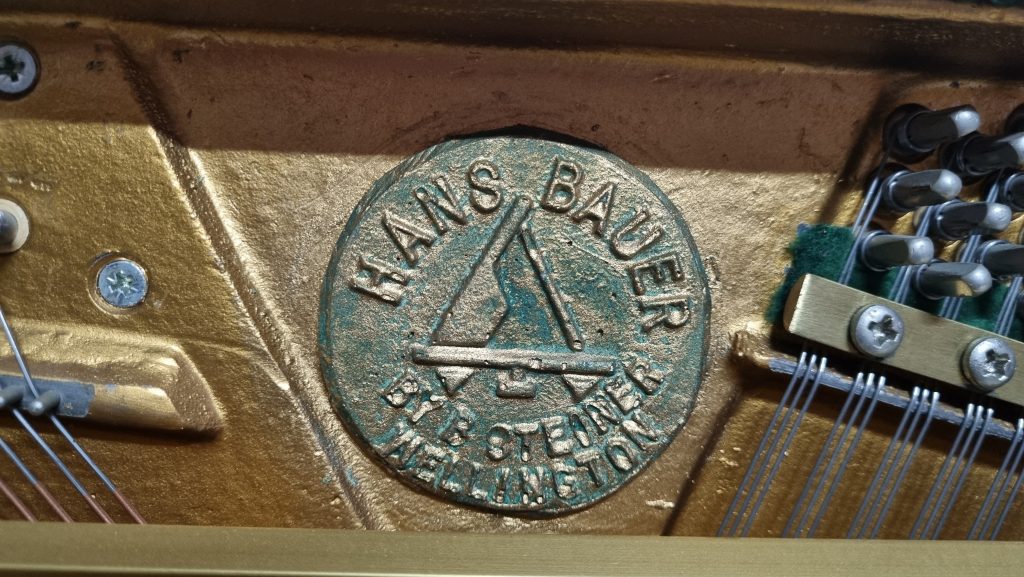 HANS BAUER
BY B STEINER
WELLINGTON